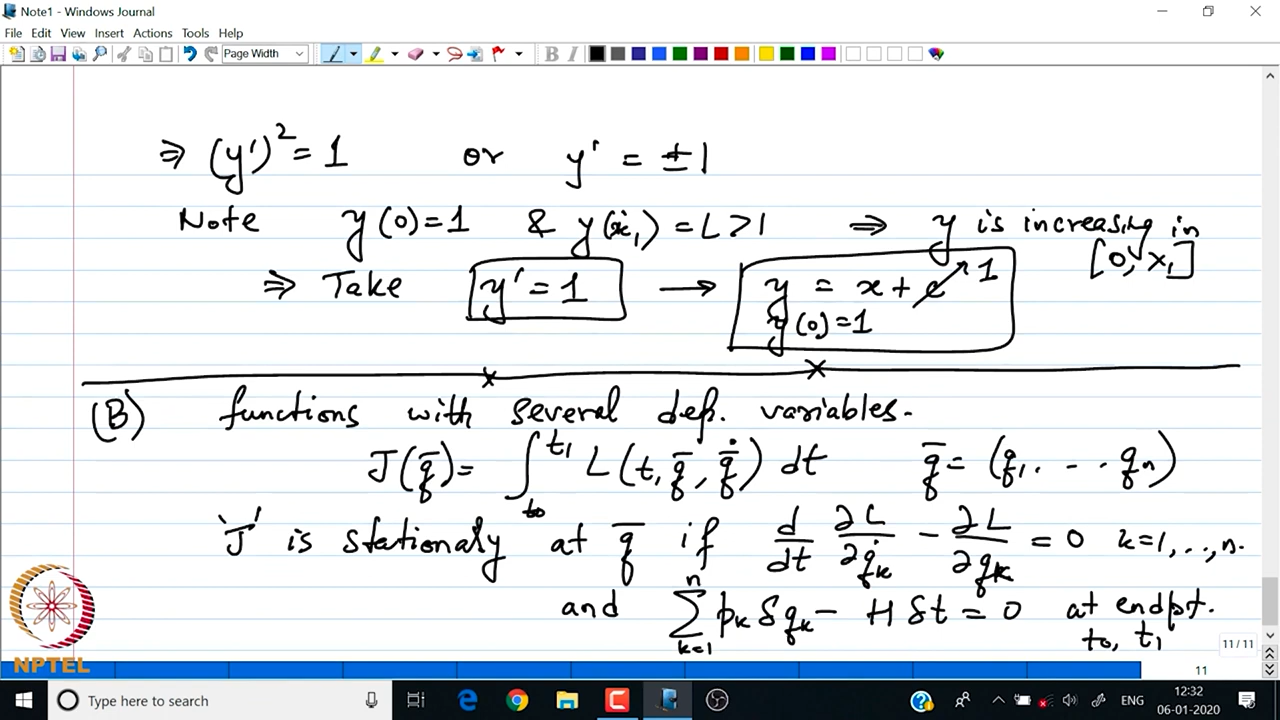 Note1 - Windows Journal
File Edit View Insert Actions Tools Help
Page Width
⇒ (y')² = 1 or y' = ±1
Note y(0)=1 & y(x₁) = L > 1 ⇒ y is increasing in [0, x₁]
⇒ Take y' = 1 → y = x + c 1
y(0)=1
(B) functions with several dep. variables.
J(q̄) = ∫_{t₀}^{t₁} L(t, q̄, q̄̇) dt q̄ = (q₁ . - . . qₙ)
'J' is stationary at q̄ if d/dt ∂L/∂q̇ₖ - ∂L/∂qₖ = 0 k=1, . ., n.
and ∑_{k=1}^{n} pₖ δqₖ - H δt = 0 at endpt. t₀, t₁
NPTEL
11/11
11
Type here to search
ENG
12:32
06-01-2020